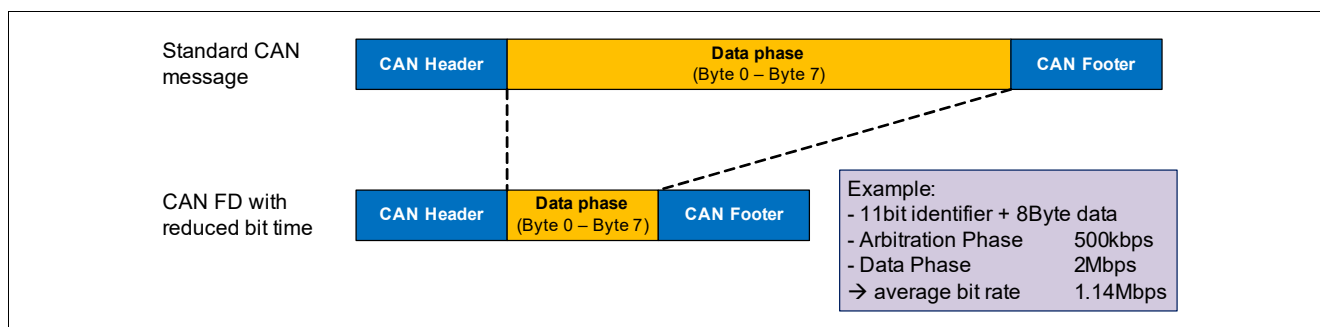 Standard CAN
message
CAN Header
Data phase
(Byte 0 – Byte 7)
CAN Footer
CAN FD with
reduced bit time
CAN Header
Data phase
(Byte 0 – Byte 7)
CAN Footer
Example:
- 11bit identifier + 8Byte data
- Arbitration Phase 500kbps
- Data Phase 2Mbps
→ average bit rate 1.14Mbps